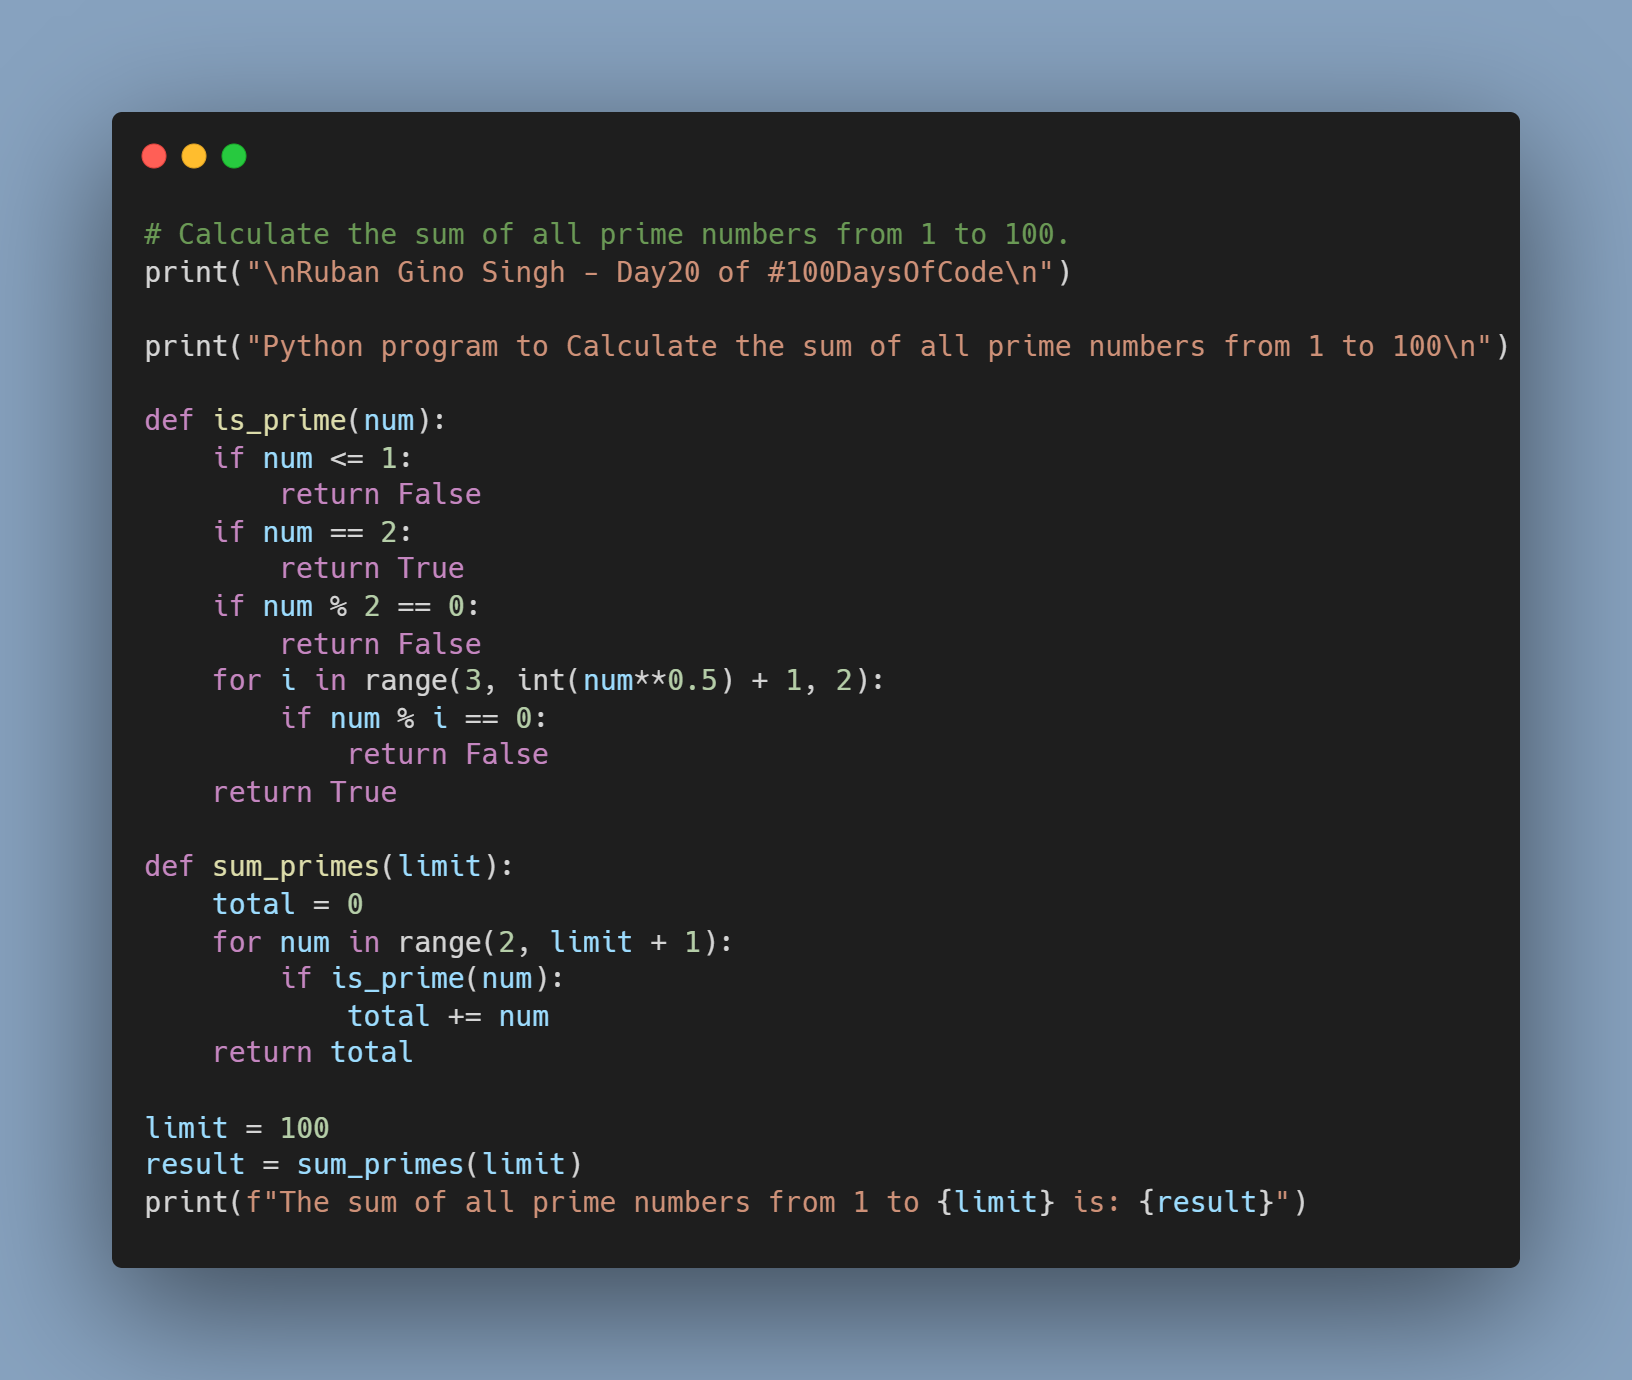 # Calculate the sum of all prime numbers from 1 to 100.
print("\nRuban Gino Singh - Day20 of #100DaysOfCode\n")

print("Python program to Calculate the sum of all prime numbers from 1 to 100\n")

def is_prime(num):
    if num <= 1:
        return False
    if num == 2:
        return True
    if num % 2 == 0:
        return False
    for i in range(3, int(num**0.5) + 1, 2):
        if num % i == 0:
            return False
    return True

def sum_primes(limit):
    total = 0
    for num in range(2, limit + 1):
        if is_prime(num):
            total += num
    return total

limit = 100
result = sum_primes(limit)
print(f"The sum of all prime numbers from 1 to {limit} is: {result}")